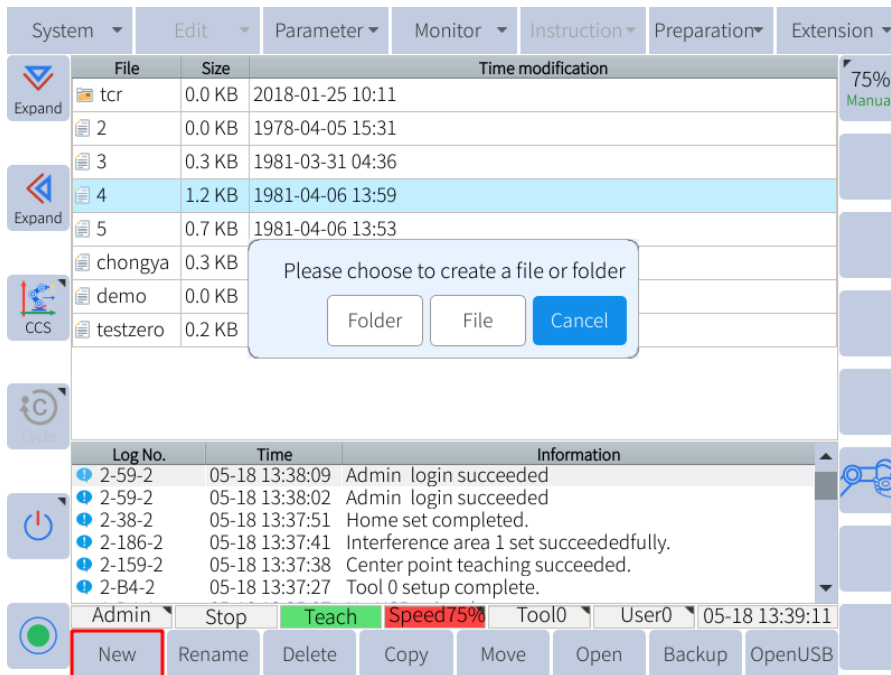 System Edit Parameter Monitor Instruction Preparation Extension
File Size Time modification
75%
Manua
Expand
tcr 0.0 KB 2018-01-25 10:11
2 0.0 KB 1978-04-05 15:31
3 0.3 KB 1981-03-31 04:36
Expand
4 1.2 KB 1981-04-06 13:59
5 0.7 KB 1981-04-06 13:53
chongya 0.3 KB
demo 0.0 KB
testzero 0.2 KB
Please choose to create a file or folder
Folder File Cancel
CCS
Cycle
Log No. Time Information
2-59-2 05-18 13:38:09 Admin login succeeded
2-59-2 05-18 13:38:02 Admin login succeeded
2-38-2 05-18 13:37:51 Home set completed.
2-186-2 05-18 13:37:41 Interference area 1 set succeededfully.
2-159-2 05-18 13:37:38 Center point teaching succeeded.
2-B4-2 05-18 13:37:27 Tool 0 setup complete.
Admin Stop Teach Speed75% Tool0 User0 05-18 13:39:11
New Rename Delete Copy Move Open Backup OpenUSB